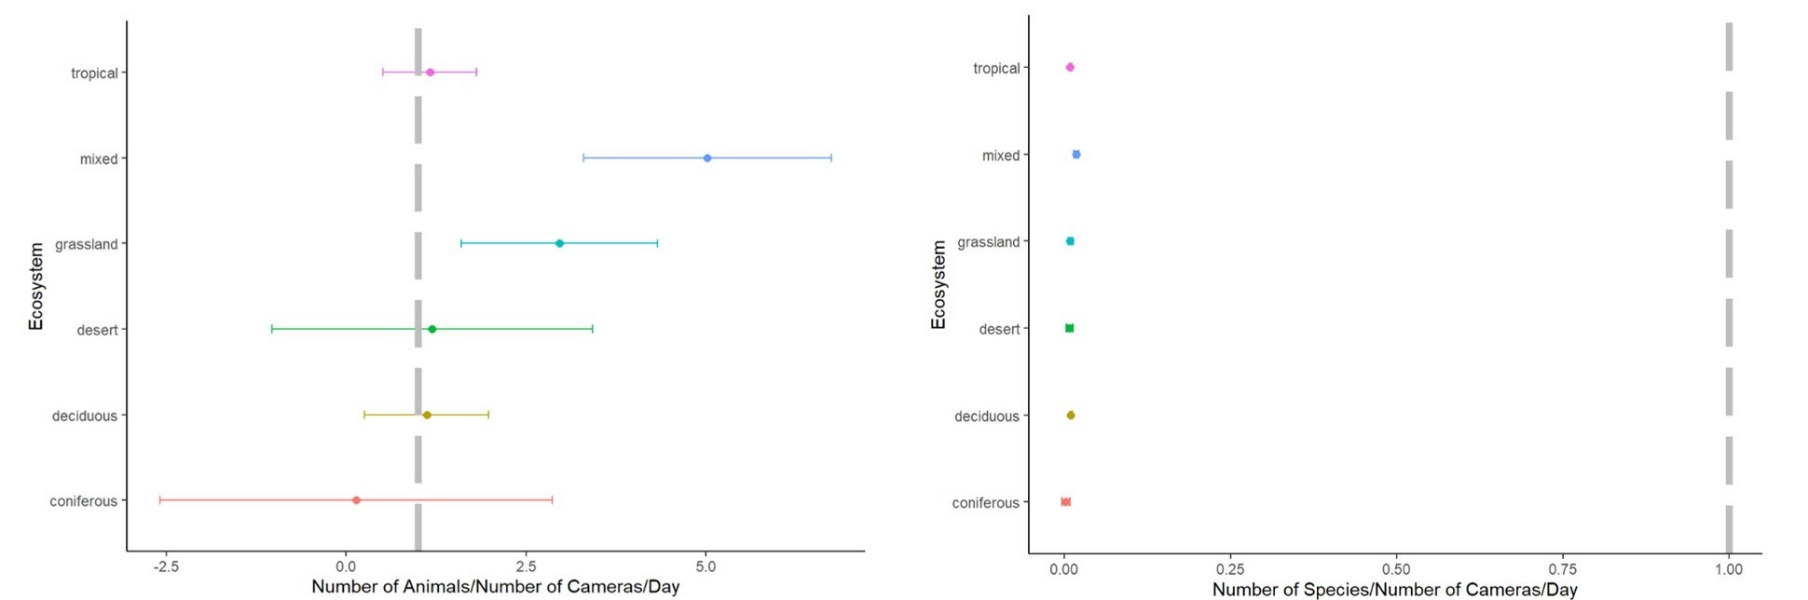 tropical
mixed
grassland
desert
deciduous
coniferous
Ecosystem
-2.5 0.0 2.5 5.0
Number of Animals/Number of Cameras/Day
tropical
mixed
grassland
desert
deciduous
coniferous
Ecosystem
0.00 0.25 0.50 0.75 1.00
Number of Species/Number of Cameras/Day